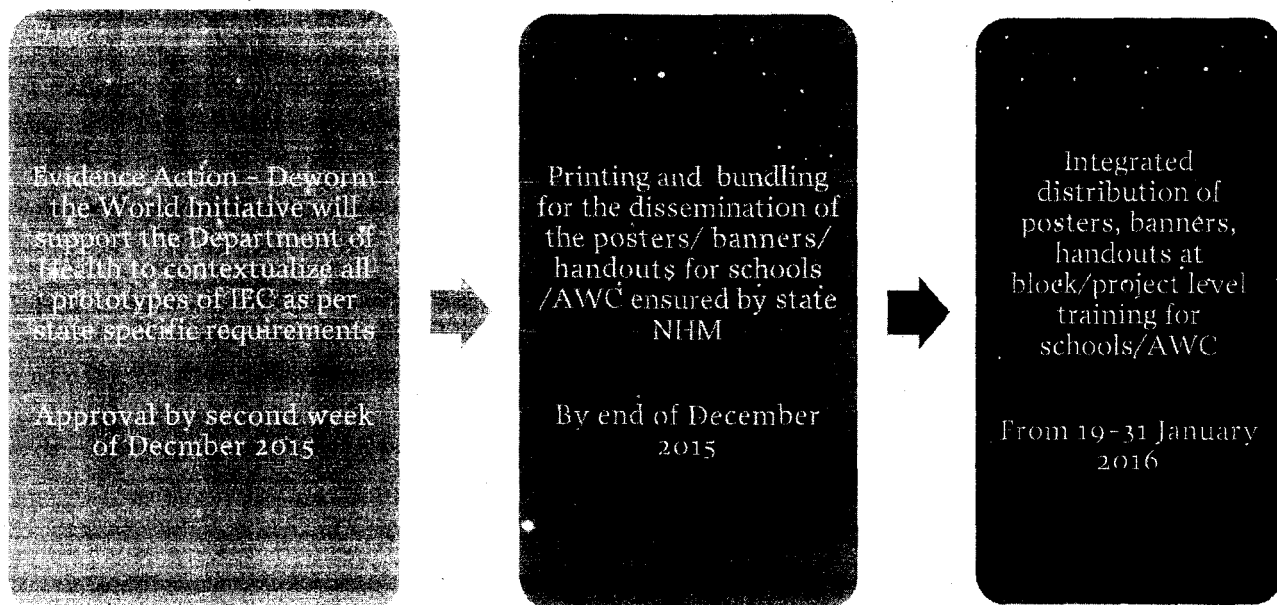 Evidence Action - Deworm
the World Initiative will
support the Department of
Health to contextualize all
prototypes of IEC as per
state specific requirements
Approval by second week
of Decmber 2015
Printing and bundling
for the dissemination of
the posters/ banners/
handouts for schools
/AWC ensured by state
NHM
By end of December
2015
Integrated
distribution of
posters, banners,
handouts at
block/project level
training for
schools/AWC
From 19-31 January
2016